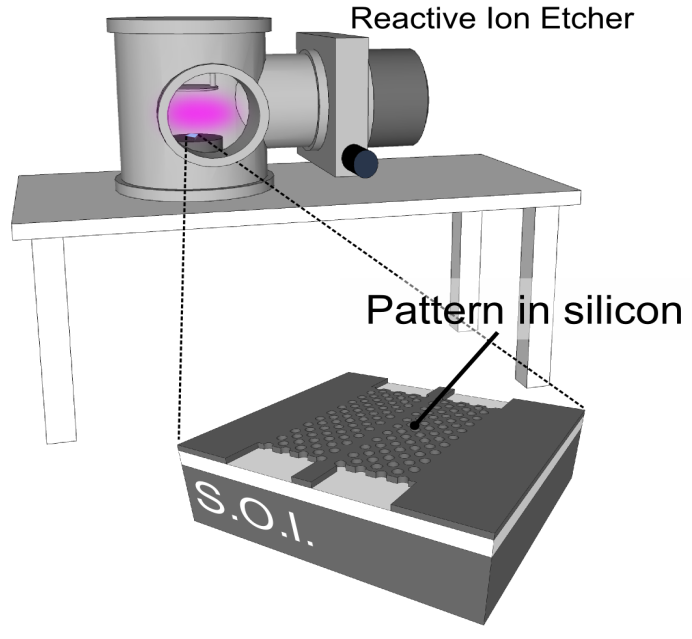 Reactive Ion Etcher
Pattern in silicon
S.O.I.